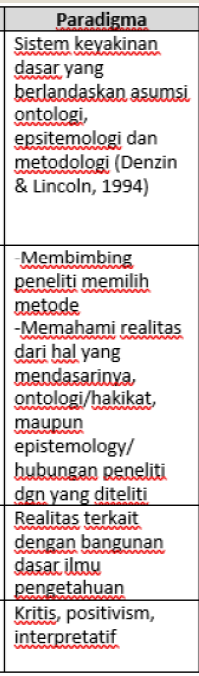 Paradigma
Sistem keyakinan
dasar yang
berlandaskan asumsi
ontologi,
epsitemologi dan
metodologi (Denzin
& Lincoln, 1994)
-Membimbing
peneliti memilih
metode
-Memahami realitas
dari hal yang
mendasarinya,
ontologi/hakikat,
maupun
epistemology/
hubungan peneliti
dgn yang diteliti
Realitas terkait
dengan bangunan
dasar ilmu
pengetahuan
Kritis, positivism,
interpretatif